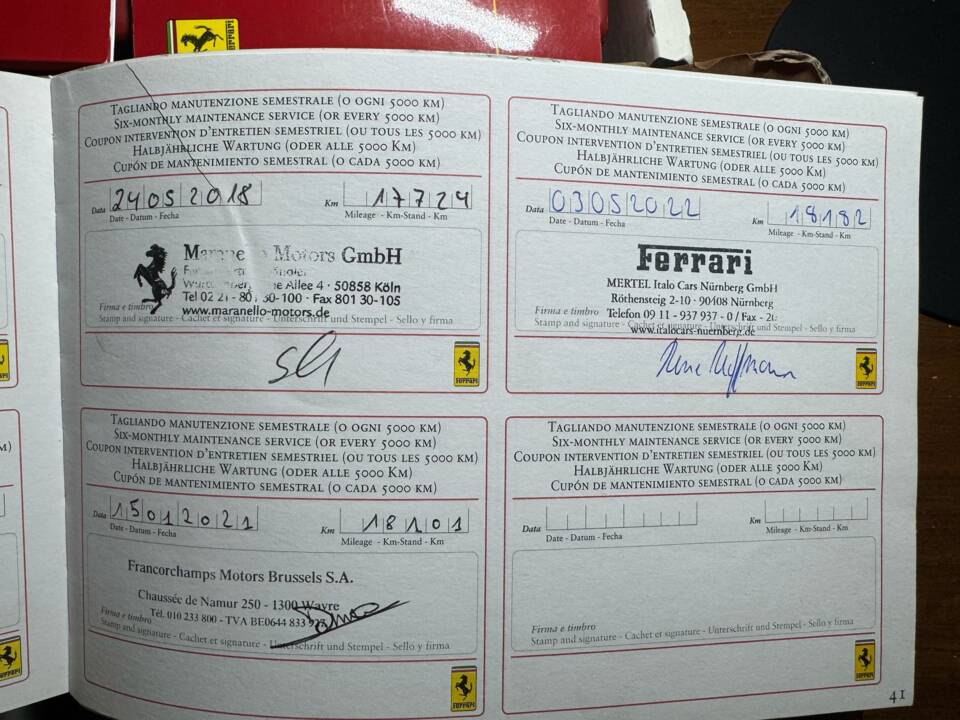 Ferrari
TAGLIANDO MANUTENZIONE SEMESTRALE (O OGNI 5000 KM)
SIX-MONTHLY MAINTENANCE SERVICE (OR EVERY 5000 KM)
COUPON INTERVENTION D'ENTRETIEN SEMESTRIEL (OU TOUS LES 5000 KM)
HALBJÄHRLICHE WARTUNG (ODER ALLE 5000 KM)
CUPÓN DE MANTENIMIENTO SEMESTRAL (O CADA 5000 KM)
Data 24052018 Km 17724
Date - Datum - Fecha Mileage - Km-Stand - Km
Maranello Motors GmbH
Allee 4 · 50858 Köln
Tel 02 21 - 801 30-100 · Fax 801 30-105
www.maranello-motors.de
Firma e timbro
Stamp and signature - Cachet et signature - Unterschrift und Stempel - Sello y firma
Ferrari
TAGLIANDO MANUTENZIONE SEMESTRALE (O OGNI 5000 KM)
SIX-MONTHLY MAINTENANCE SERVICE (OR EVERY 5000 KM)
COUPON INTERVENTION D'ENTRETIEN SEMESTRIEL (OU TOUS LES 5000 KM)
HALBJÄHRLICHE WARTUNG (ODER ALLE 5000 KM)
CUPÓN DE MANTENIMIENTO SEMESTRAL (O CADA 5000 KM)
Data 03052022 Km 18182
Date - Datum - Fecha Mileage - Km-Stand - Km
Ferrari
MERTEL Italo Cars Nürnberg GmbH
Röthensteig 2-10 · 90408 Nürnberg
Telefon 09 11 - 937 937 - 0 / Fax - 20
Firma e timbro
Stamp and signature - Cachet et signature - Unterschrift und Stempel - Sello y firma
www.italocars-nuernberg.de
Ferrari
TAGLIANDO MANUTENZIONE SEMESTRALE (O OGNI 5000 KM)
SIX-MONTHLY MAINTENANCE SERVICE (OR EVERY 5000 KM)
COUPON INTERVENTION D'ENTRETIEN SEMESTRIEL (OU TOUS LES 5000 KM)
HALBJÄHRLICHE WARTUNG (ODER ALLE 5000 KM)
CUPÓN DE MANTENIMIENTO SEMESTRAL (O CADA 5000 KM)
Data 15012021 Km 18101
Date - Datum - Fecha Mileage - Km-Stand - Km
Francorchamps Motors Brussels S.A.
Chaussée de Namur 250 - 1300 Wavre
Tél. 010 233 800 - TVA BE0644 833 927
Firma e timbro
Stamp and signature - Cachet et signature - Unterschrift und Stempel - Sello y firma
Ferrari
TAGLIANDO MANUTENZIONE SEMESTRALE (O OGNI 5000 KM)
SIX-MONTHLY MAINTENANCE SERVICE (OR EVERY 5000 KM)
COUPON INTERVENTION D'ENTRETIEN SEMESTRIEL (OU TOUS LES 5000 KM)
HALBJÄHRLICHE WARTUNG (ODER ALLE 5000 KM)
CUPÓN DE MANTENIMIENTO SEMESTRAL (O CADA 5000 KM)
Data Km
Date - Datum - Fecha Mileage - Km-Stand - Km
Firma e timbro
Stamp and signature - Cachet et signature - Unterschrift und Stempel - Sello y firma
Ferrari
41